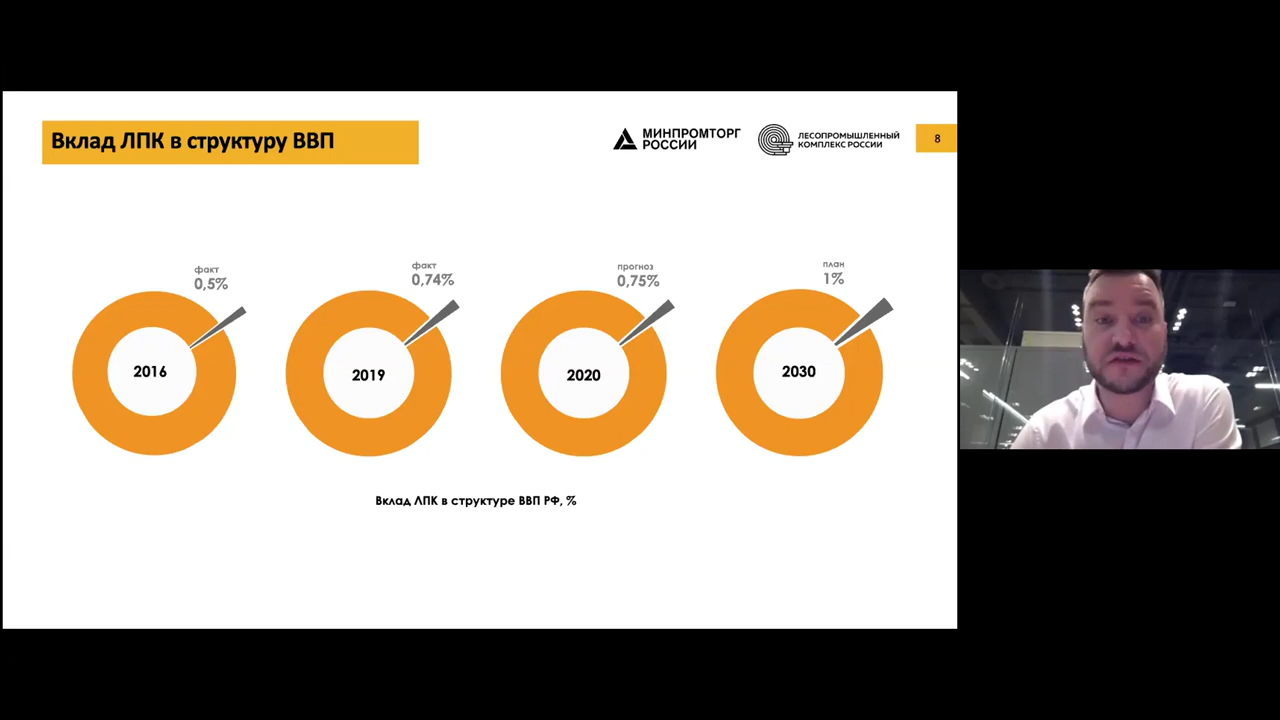 Вклад ЛПК в структуру ВВП
МИНПРОМТОРГ
РОССИИ
ЛЕСОПРОМЫШЛЕННЫЙ
КОМПЛЕКС РОССИИ
8
факт
0,5%
факт
0,74%
прогноз
0,75%
план
1%
2016
2019
2020
2030
Вклад ЛПК в структуре ВВП РФ, %